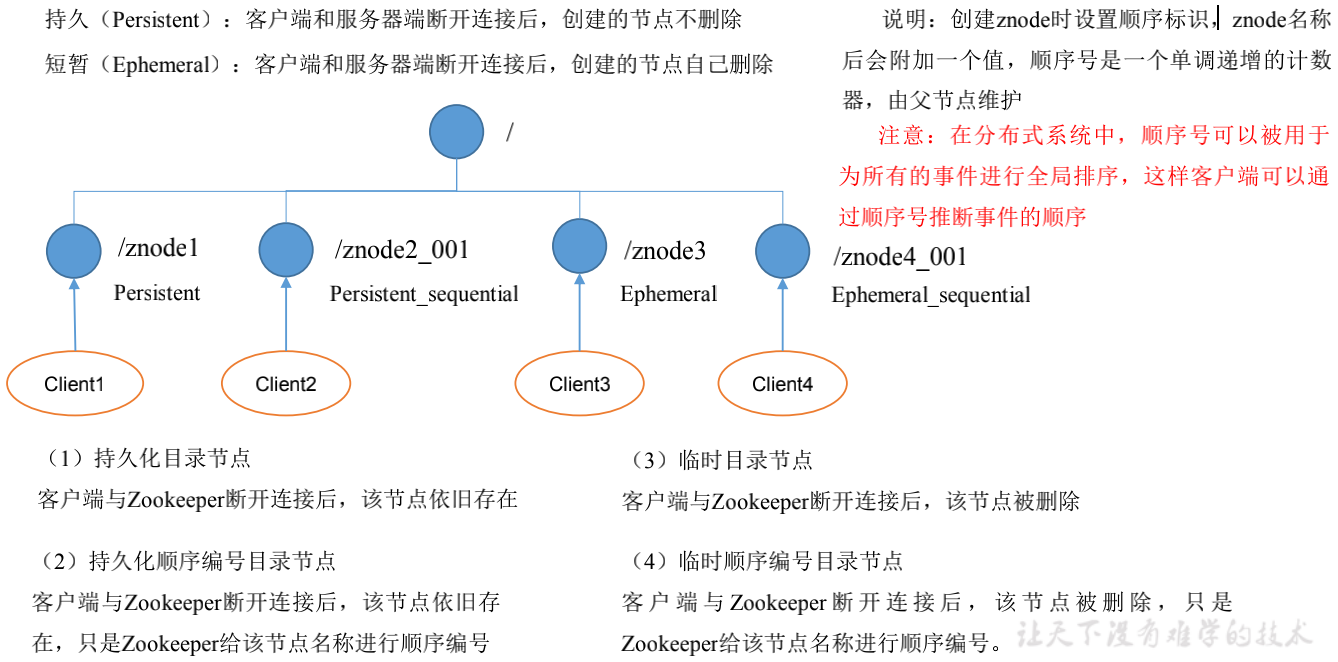 持久（Persistent）：客户端和服务器端断开连接后，创建的节点不删除
短暂（Ephemeral）：客户端和服务器端断开连接后，创建的节点自己删除
说明：创建znode时设置顺序标识，znode名称
后会附加一个值，顺序号是一个单调递增的计数
器，由父节点维护
注意：在分布式系统中，顺序号可以被用于
为所有的事件进行全局排序，这样客户端可以通
过顺序号推断事件的顺序
/
/znode1
Persistent
/znode2_001
Persistent_sequential
/znode3
Ephemeral
/znode4_001
Ephemeral_sequential
Client1
Client2
Client3
Client4
（1）持久化目录节点
客户端与Zookeeper断开连接后，该节点依旧存在
（2）持久化顺序编号目录节点
客户端与Zookeeper断开连接后，该节点依旧存
在，只是Zookeeper给该节点名称进行顺序编号
（3）临时目录节点
客户端与Zookeeper断开连接后，该节点被删除
（4）临时顺序编号目录节点
客户端与Zookeeper断开连接后，该节点被删除，只是
Zookeeper给该节点名称进行顺序编号。
让天下没有难学的技术